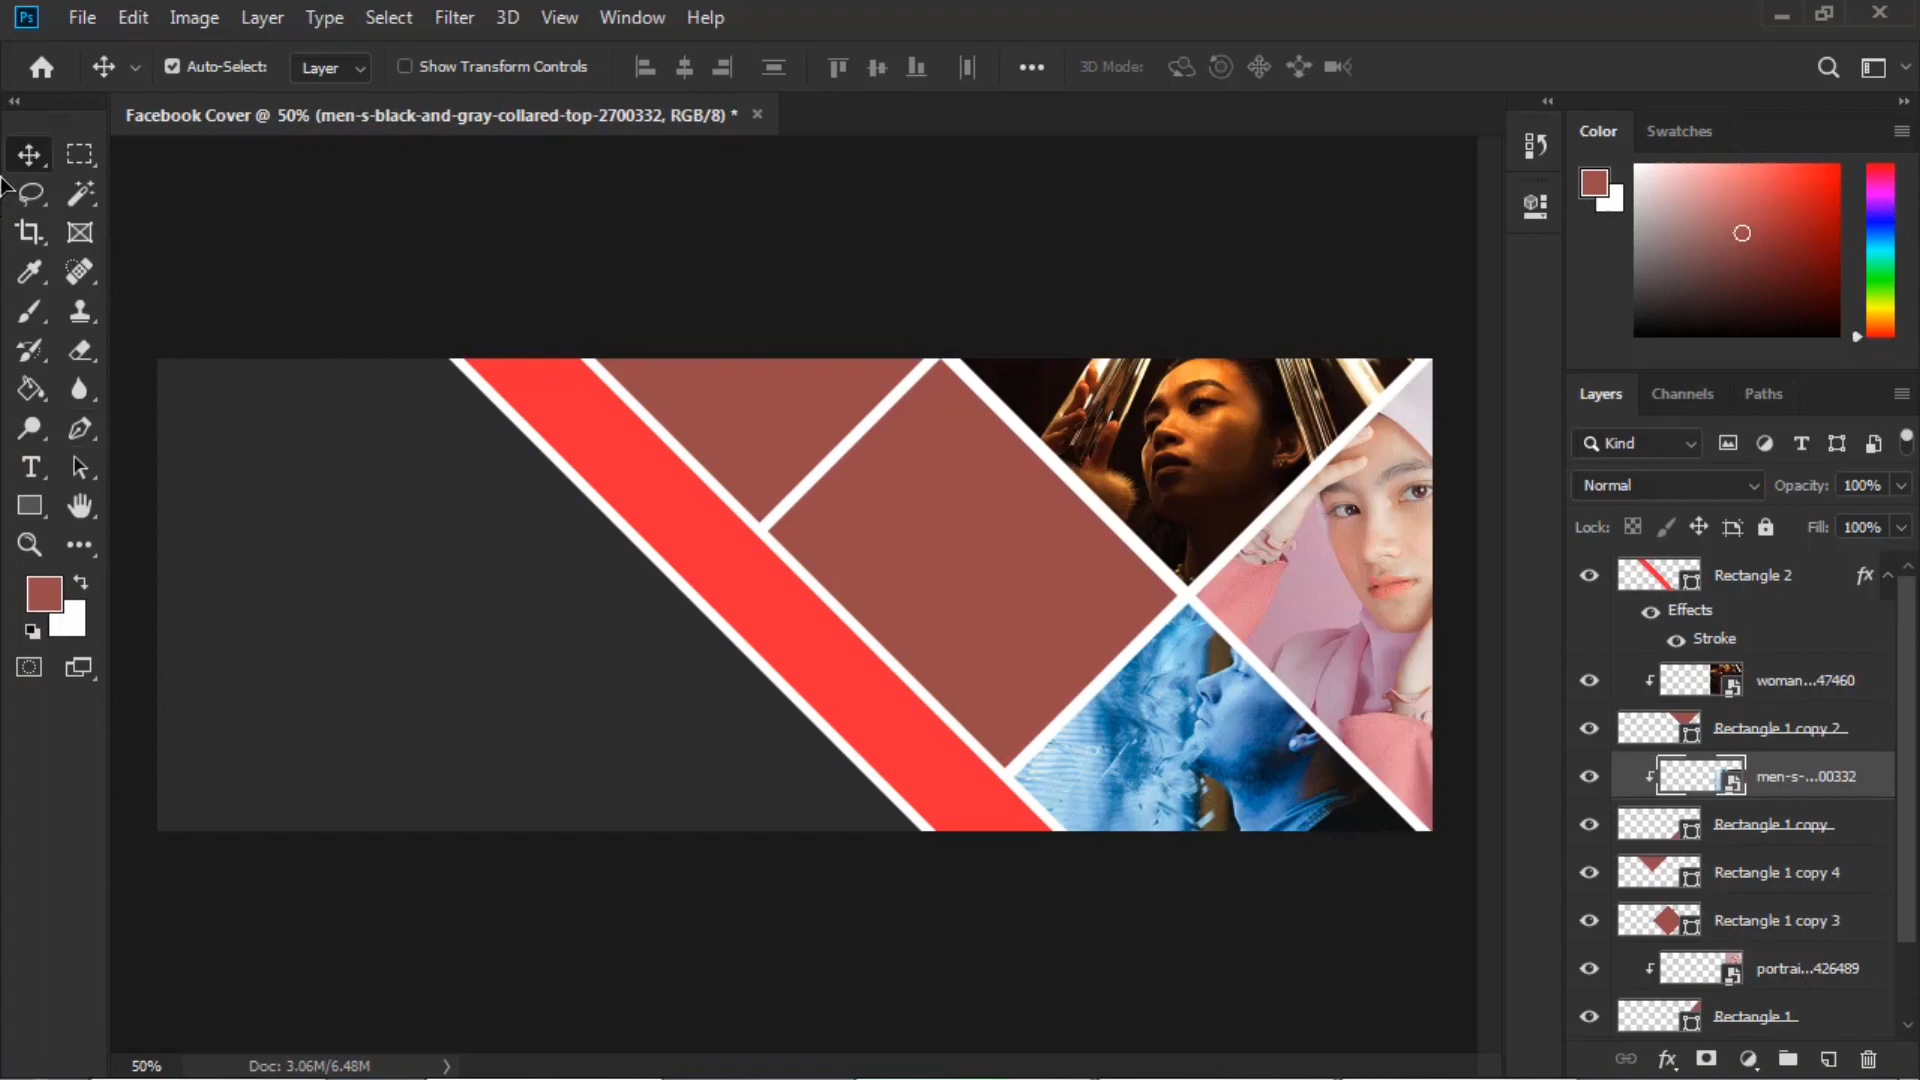 Ps File Edit Image Layer Type Select Filter 3D View Window Help
Auto-Select: Layer Show Transform Controls 3D Mode:
Facebook Cover @ 50% (men-s-black-and-gray-collared-top-2700332, RGB/8) *
Color Swatches
Layers Channels Paths
Kind
Normal Opacity: 100%
Lock: Fill: 100%
Rectangle 2 fx
Effects
Stroke
woman...47460
Rectangle 1 copy 2
men-s-...00332
Rectangle 1 copy
Rectangle 1 copy 4
Rectangle 1 copy 3
portrai...426489
Rectangle 1
50% Doc: 3.06M/6.48M
fx